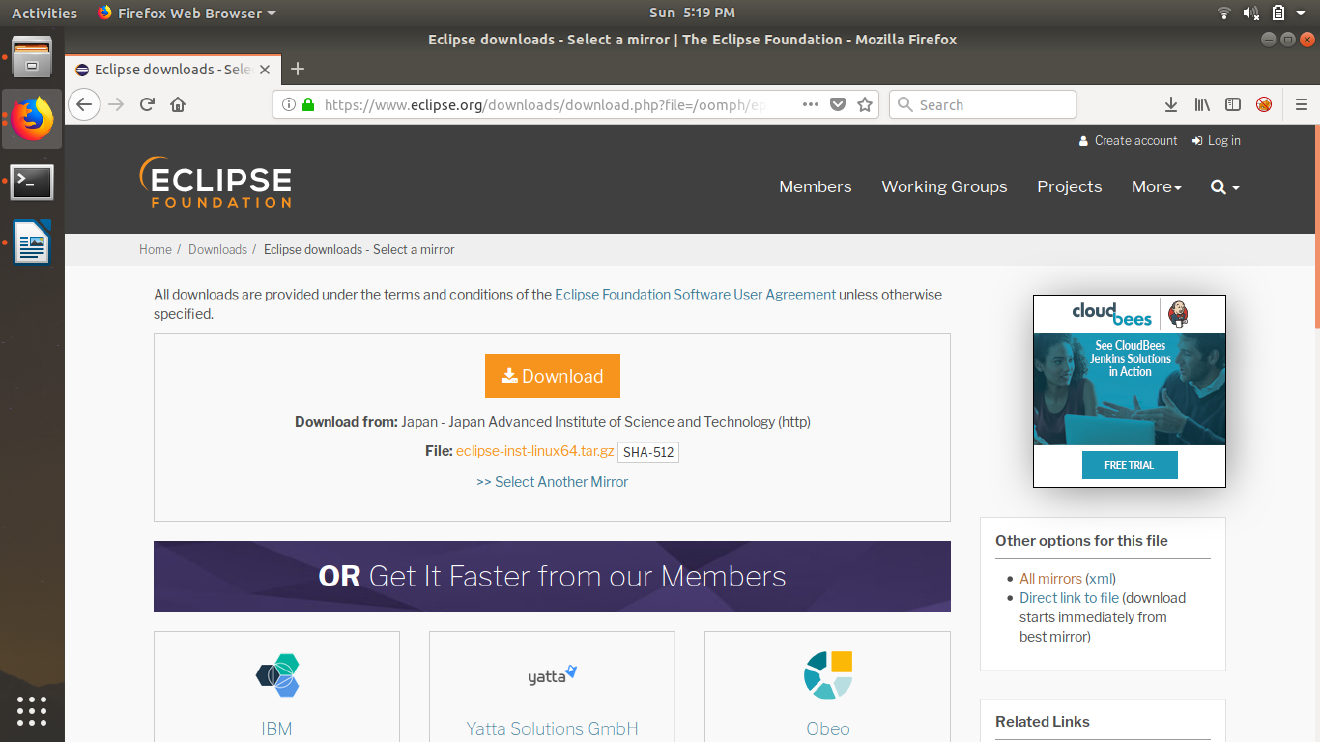 Activities
Firefox Web Browser
Sun 5:19 PM
Eclipse downloads - Select a mirror | The Eclipse Foundation - Mozilla Firefox
Eclipse downloads - Sele
https://www.eclipse.org/downloads/download.php?file=/oomph/ep
Search
Create account
Log in
ECLIPSE
FOUNDATION
Members
Working Groups
Projects
More
Home / Downloads / Eclipse downloads - Select a mirror
All downloads are provided under the terms and conditions of the Eclipse Foundation Software User Agreement unless otherwise
specified.
Download
Download from: Japan - Japan Advanced Institute of Science and Technology (http)
File: eclipse-inst-linux64.tar.gz SHA-512
>> Select Another Mirror
OR Get It Faster from our Members
IBM
yatta
Yatta Solutions GmbH
Obeo
cloudbees
See CloudBees
Jenkins Solutions
in Action
FREE TRIAL
Other options for this file
All mirrors (xml)
Direct link to file (download
starts immediately from
best mirror)
Related Links